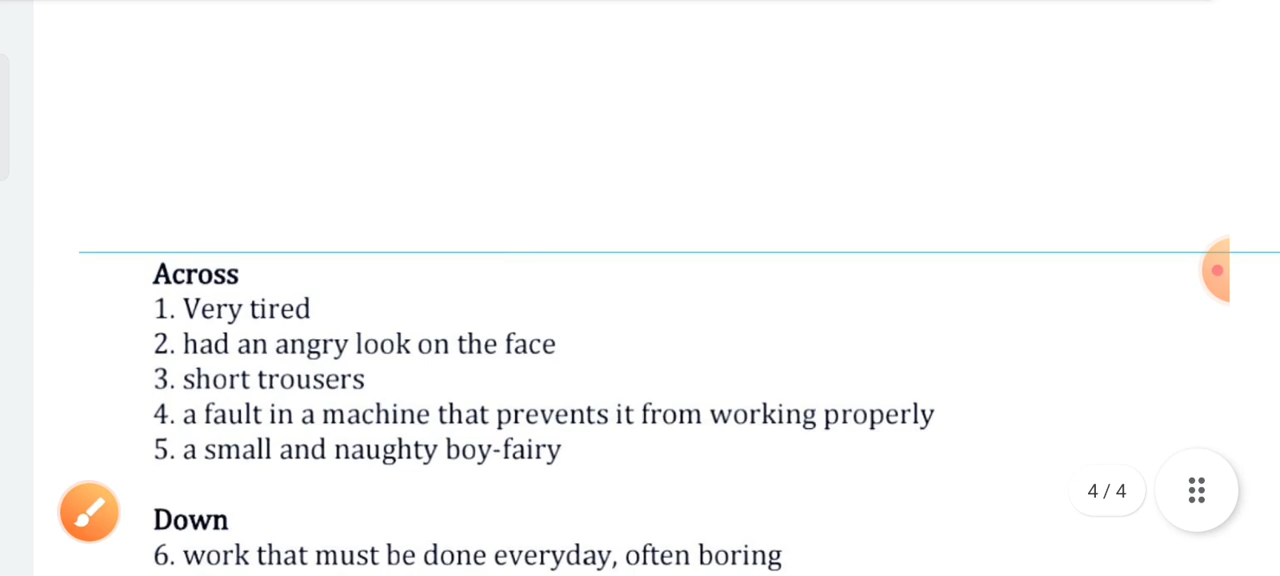 Across
1. Very tired
2. had an angry look on the face
3. short trousers
4. a fault in a machine that prevents it from working properly
5. a small and naughty boy-fairy
4 / 4
Down
6. work that must be done everyday, often boring